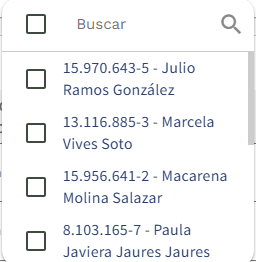 Buscar
15.970.643-5 - Julio
Ramos González
13.116.885-3 - Marcela
Vives Soto
15.956.641-2 - Macarena
Molina Salazar
8.103.165-7 - Paula
Javiera Jaures Jaures